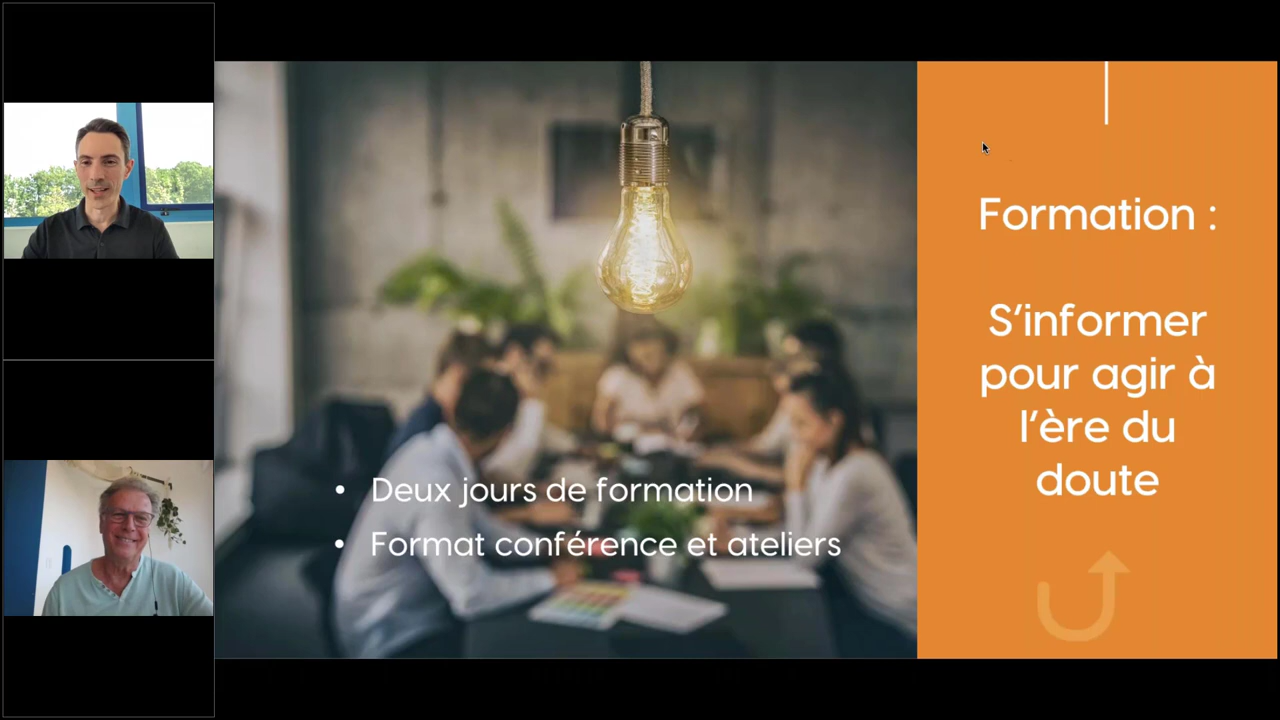 Formation :
S'informer
pour agir à
l'ère du
doute
• Deux jours de formation
• Format conférence et ateliers